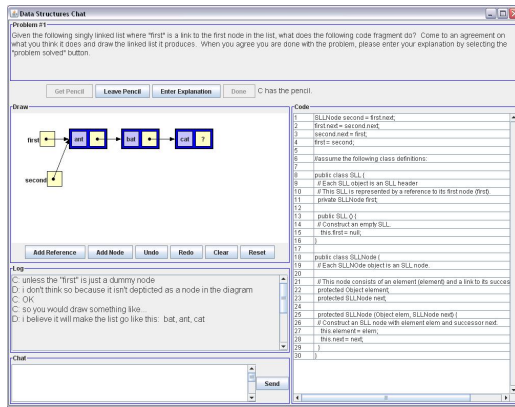 Data Structures Chat
Problem #1
Given the following singly linked list where "first" is a link to the first node in the list, what does the following code fragment do? Come to an agreement on
what you think it does and draw the linked list it produces. When you agree you are done with the problem, please enter your explanation by selecting the
"problem solved" button.
Get Pencil Leave Pencil Enter Explanation Done C has the pencil.
Draw
first ant bat cat ?
second
Add Reference Add Node Undo Redo Clear Reset
Log
C: unless the "first" is just a dummy node
D: i don't think so because it isn't depticted as a node in the diagram
C: OK
C: so you would draw something like...
D: i believe it will make the list go like this: bat, ant, cat
Chat
Send
Code
1 SLLNode second = first.next;
2 first.next = second.next;
3 second.next = first;
4 first = second;
5
6 //assume the following class definitions:
7
8 public class SLL {
9 // Each SLL object is an SLL header
10 // This SLL is represented by a reference to its first node (first).
11 private SLLNode first;
12
13 public SLL () {
14 // Construct an empty SLL.
15 this.first = null;
16 }
17
18 public class SLLNode {
19 // Each SLLNOde object is an SLL node.
20
21 // This node consists of an element (element) and a link to its succes
22 protected Object element;
23 protected SLLNode next;
24
25 protected SLLNode (Object elem, SLLNode next) {
26 // Construct an SLL node with element elem and successor next.
27 this.element = elem;
28 this.next = next;
29 }
30 }